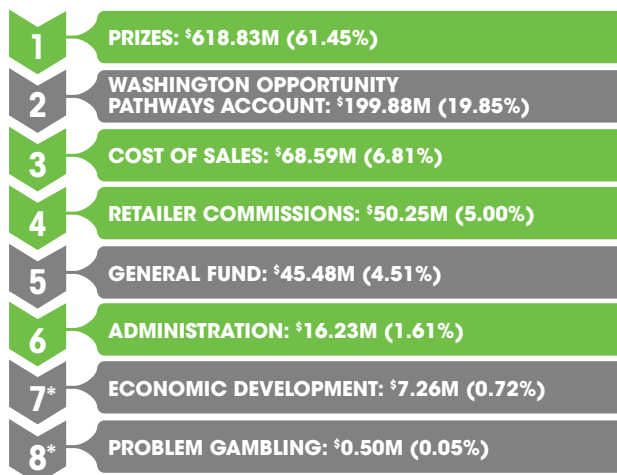 1 PRIZES: $618.83M (61.45%)
2 WASHINGTON OPPORTUNITY
PATHWAYS ACCOUNT: $199.88M (19.85%)
3 COST OF SALES: $68.59M (6.81%)
4 RETAILER COMMISSIONS: $50.25M (5.00%)
5 GENERAL FUND: $45.48M (4.51%)
6 ADMINISTRATION: $16.23M (1.61%)
7* ECONOMIC DEVELOPMENT: $7.26M (0.72%)
8* PROBLEM GAMBLING: $0.50M (0.05%)